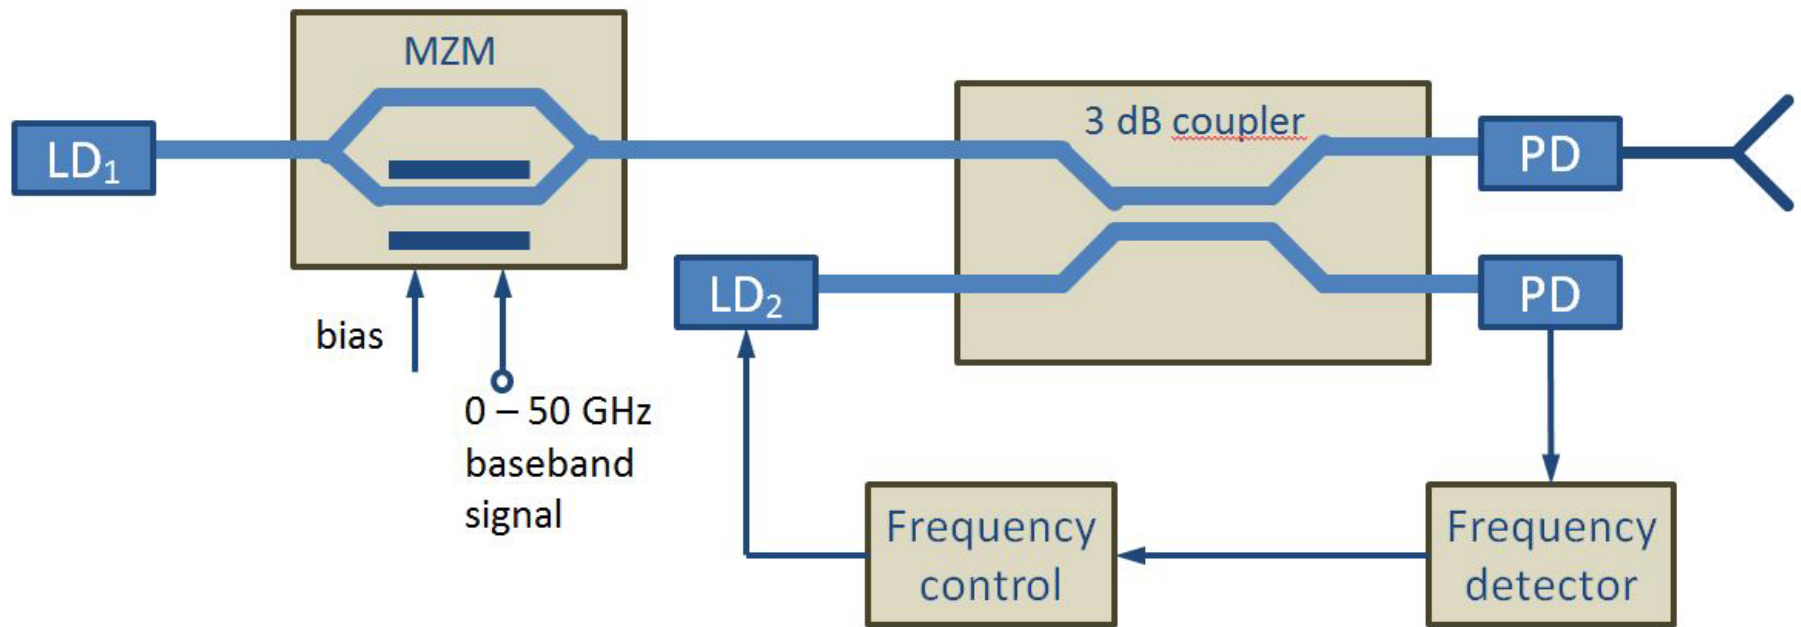 MZM
LD₁
3 dB coupler
PD
LD₂
PD
bias
0 – 50 GHz
baseband
signal
Frequency
control
Frequency
detector